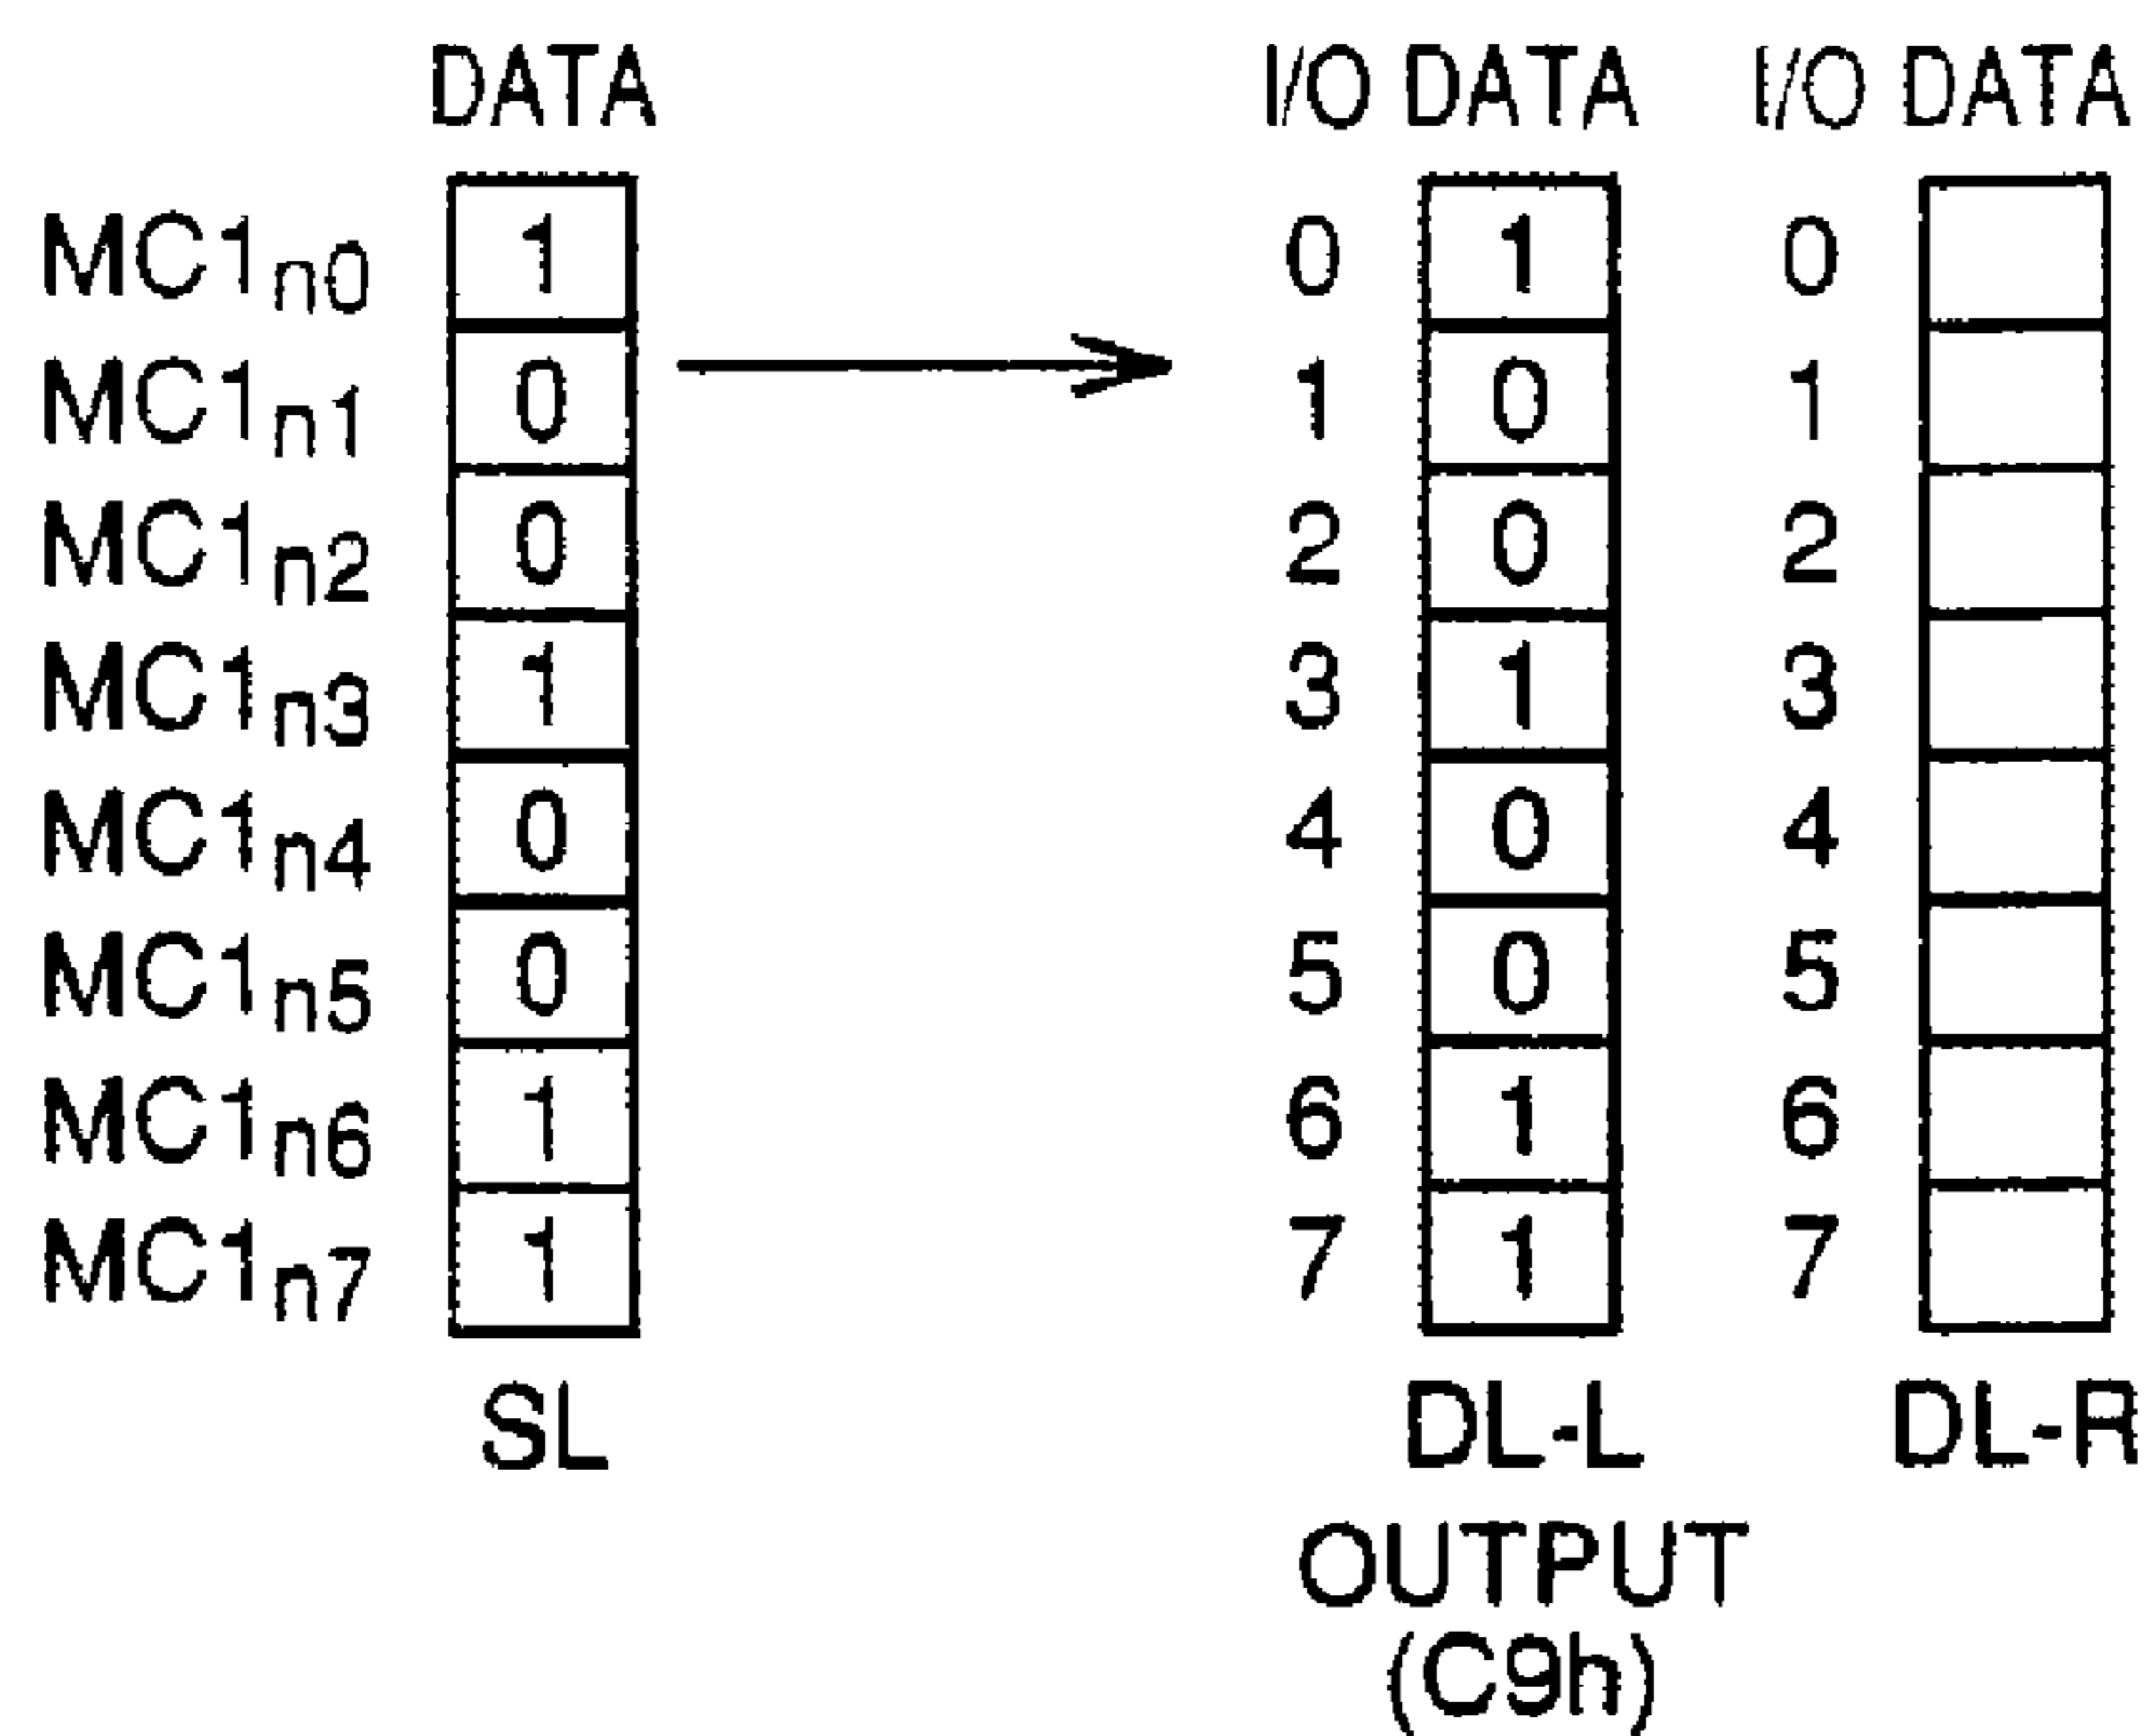 DATA I/O DATA I/O DATA
MC1n0 1 0 1 0
MC1n1 0 1 0 1
MC1n2 0 2 0 2
MC1n3 1 3 1 3
MC1n4 0 4 0 4
MC1n5 0 5 0 5
MC1n6 1 6 1 6
MC1n7 1 7 1 7
SL DL-L DL-R
OUTPUT
(C9h)